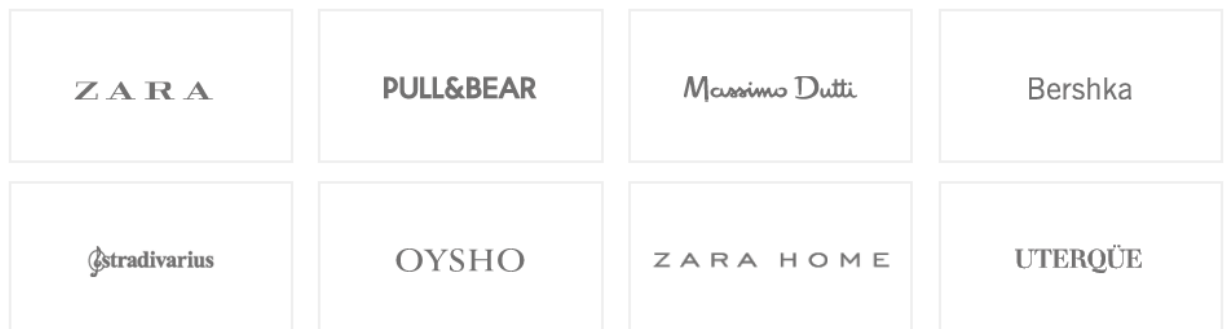 ZARA
PULL&BEAR
Massimo Dutti
Bershka
stradivarius
OYSHO
ZARA HOME
UTERQÜE